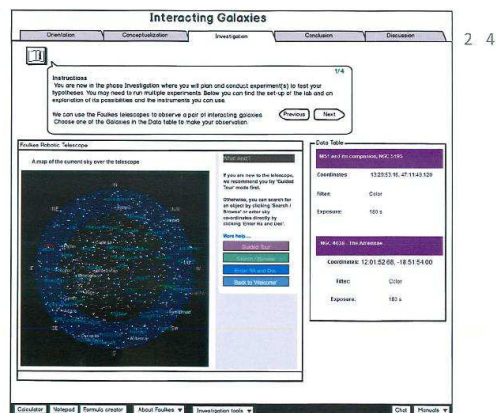 Interacting Galaxies
Orientation
Conceptualization
Investigation
Conclusion
Discussion
2 4
1/4
Instructions
You are now in the phase Investigation where you will plan and conduct experiment(s) to test your
hypotheses. You may need to run multiple experiments. Below you can find the set-up of the lab and an
explanation of its possibilities and the instruments you can use.
We can use the Foulkes telescopes to observe a pair of interacting galaxies
Choose one of the Galaxies in the Data table to make your observation.
Previous
Next
Foulkes Robotic Telescope
A map of the current sky over the telescope
What next?
If you are new to the telescope,
we recommend you try 'Guided
Tour' mode first.
Otherwise, you can search for
an object by clicking 'Search /
Browse' or enter sky
co-ordinates directly by
clicking 'Enter Ra and Dec'.
More help...
Guided Tour
Search / Browse
Enter RA and Dec
Back to 'Welcome'
Data Table
M51 and its companion, NGC 5195
Coordinates
13:29:53.16, 47:11:43.120
Filter:
Color
Exposure:
180 s
NGC 4038 - The Antennae
Coordinates: 12:01:52.68, -18:51:54.00
Filter:
Color
Exposure:
180 s
Calculator
Notepad
Formula creator
About Foulkes
Investigation tools
Chat
Manuals